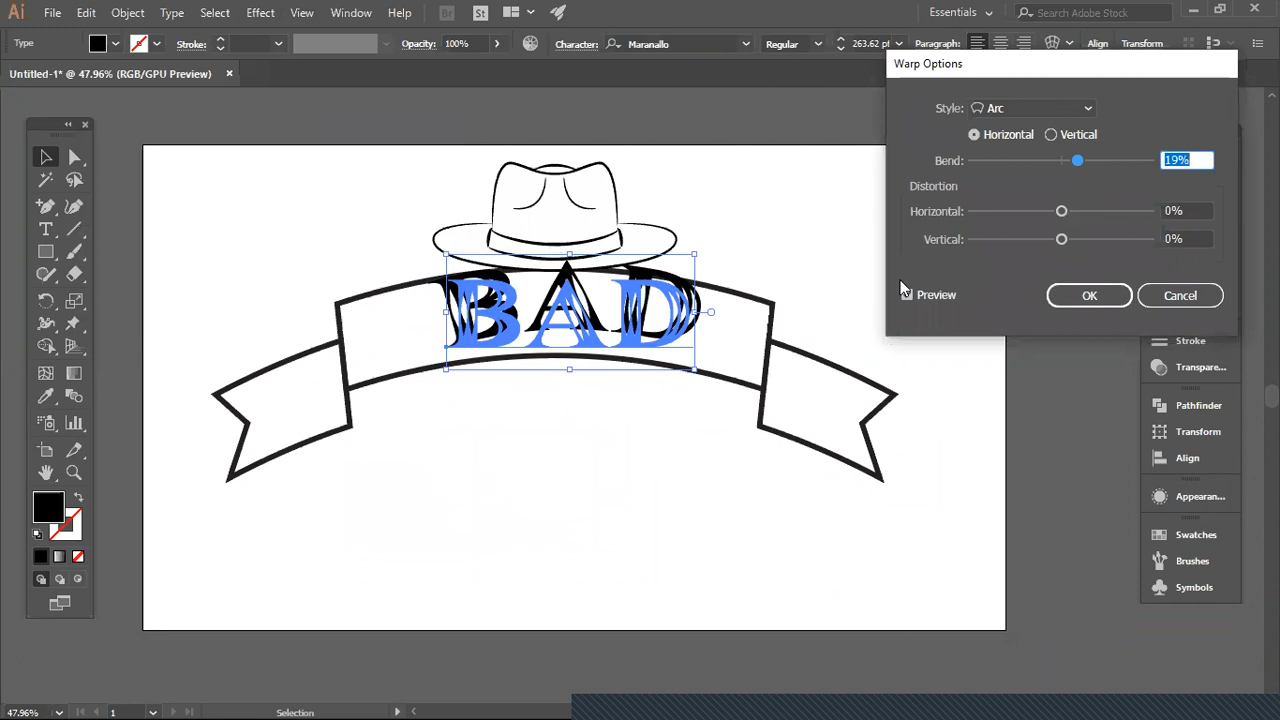 Ai File Edit Object Type Select Effect View Window Help Br St Essentials Search Adobe Stock
Type Stroke: Opacity: 100% Character: Maranallo Regular 263.62 pt Paragraph: Align Transform
Untitled-1* @ 47.96% (RGB/GPU Preview) ×
Warp Options
Style: Arc
Horizontal Vertical
Bend: 19%
Distortion
Horizontal: 0%
Vertical: 0%
Preview OK Cancel
BAD
Stroke
Transpare...
Pathfinder
Transform
Align
Appearan...
Swatches
Brushes
Symbols
47.96% 1 Selection